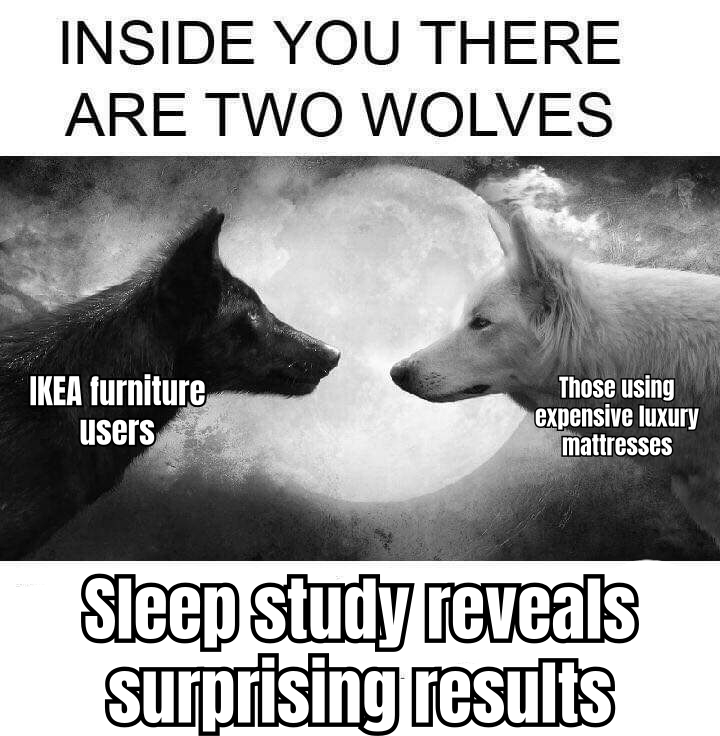 INSIDE YOU THERE
ARE TWO WOLVES
IKEA furniture
users
Those using
expensive luxury
mattresses
Sleep study reveals
surprising results